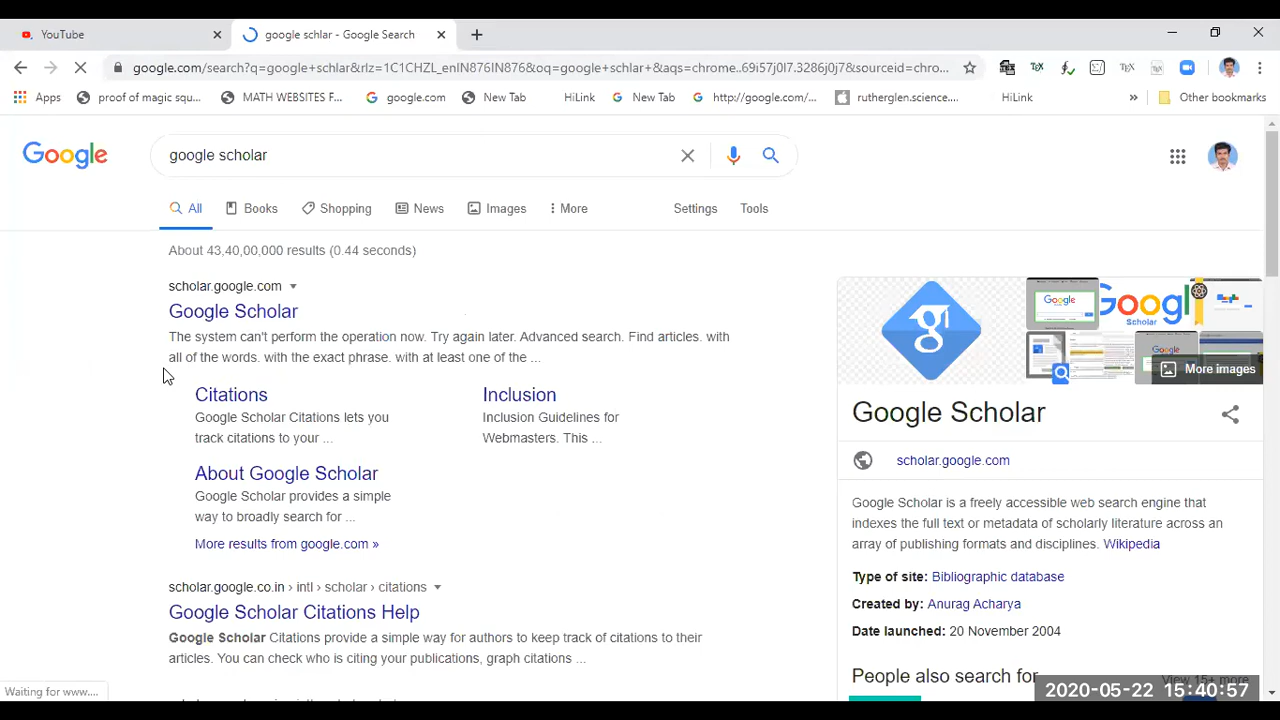 YouTube
google schlar - Google Search
google.com/search?q=google+schlar&rlz=1C1CHZL_enIN876IN876&oq=google+schlar+&aqs=chrome..69i57j0l7.3286j0j7&sourceid=chro...
Apps
proof of magic squ...
MATH WEBSITES F...
google.com
New Tab
HiLink
New Tab
http://google.com/...
rutherglen.science....
HiLink
»
Other bookmarks
Google
google scholar
All
Books
Shopping
News
Images
More
Settings
Tools
About 43,40,00,000 results (0.44 seconds)
scholar.google.com
Google Scholar
The system can't perform the operation now. Try again later. Advanced search. Find articles. with
all of the words. with the exact phrase. with at least one of the ...
Citations
Google Scholar Citations lets you
track citations to your ...
Inclusion
Inclusion Guidelines for
Webmasters. This ...
About Google Scholar
Google Scholar provides a simple
way to broadly search for ...
More results from google.com »
scholar.google.co.in › intl › scholar › citations
Google Scholar Citations Help
Google Scholar Citations provide a simple way for authors to keep track of citations to their
articles. You can check who is citing your publications, graph citations ...
More images
Google Scholar
scholar.google.com
Google Scholar is a freely accessible web search engine that
indexes the full text or metadata of scholarly literature across an
array of publishing formats and disciplines. Wikipedia
Type of site: Bibliographic database
Created by: Anurag Acharya
Date launched: 20 November 2004
People also search for
View 15+ more
Waiting for www....
2020-05-22 15:40:57